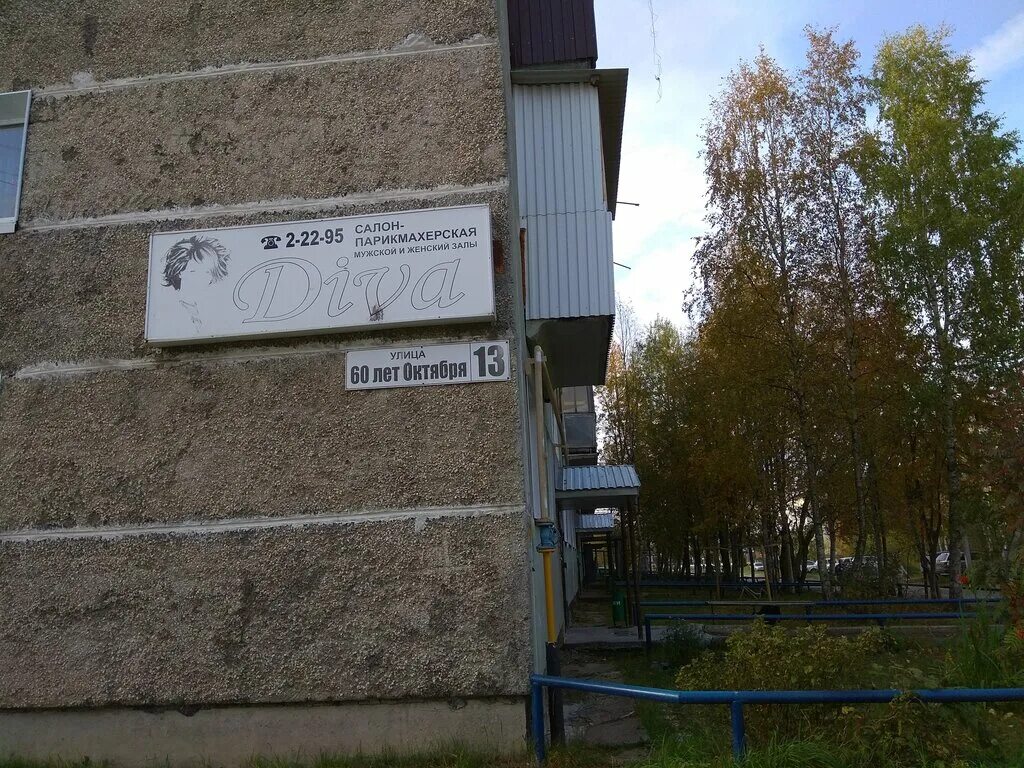 ☎ 2-22-95
САЛОН-
ПАРИКМАХЕРСКАЯ
МУЖСКОЙ И ЖЕНСКИЙ ЗАЛЫ
Diva
УЛИЦА
60 лет Октября 13